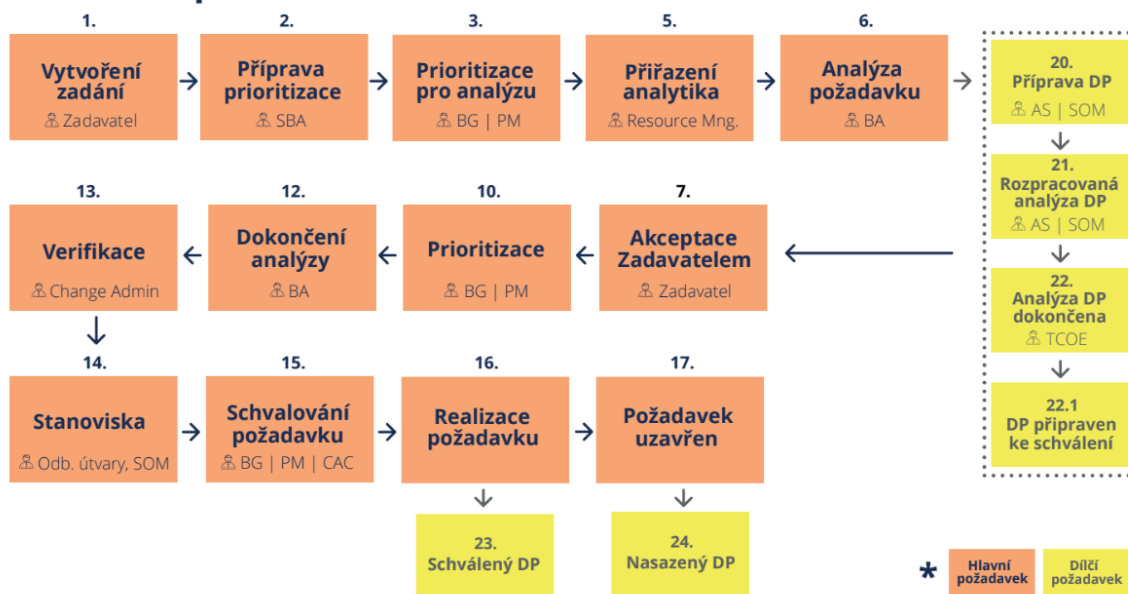 1.
Vytvoření
zadání
Zadavatel
2.
Příprava
prioritizace
SBA
3.
Prioritizace
pro analýzu
BG | PM
5.
Přiřazení
analytika
Resource Mng.
6.
Analýza
požadavku
BA
20.
Příprava DP
AS | SOM
21.
Rozpracovaná
analýza DP
AS | SOM
22.
Analýza DP
dokončena
TCOE
22.1
DP připraven
ke schválení
7.
Akceptace
Zadavatelem
Zadavatel
10.
Prioritizace
BG | PM
12.
Dokončení
analýzy
BA
13.
Verifikace
Change Admin
14.
Stanoviska
Odb. útvary, SOM
15.
Schvalování
požadavku
BG | PM | CAC
16.
Realizace
požadavku
17.
Požadavek
uzavřen
23.
Schválený DP
24.
Nasazený DP
*
Hlavní
požadavek
Dílčí
požadavek